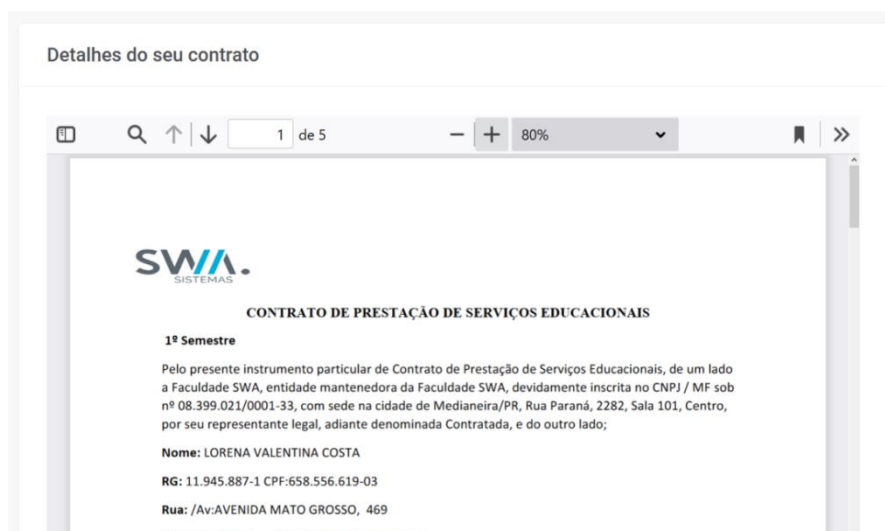 Detalhes do seu contrato
1 de 5
80%
SWA.
SISTEMAS
CONTRATO DE PRESTAÇÃO DE SERVIÇOS EDUCACIONAIS
1º Semestre
Pelo presente instrumento particular de Contrato de Prestação de Serviços Educacionais, de um lado
a Faculdade SWA, entidade mantenedora da Faculdade SWA, devidamente inscrita no CNPJ / MF sob
nº 08.399.021/0001-33, com sede na cidade de Medianeira/PR, Rua Paraná, 2282, Sala 101, Centro,
por seu representante legal, adiante denominada Contratada, e do outro lado;
Nome: LORENA VALENTINA COSTA
RG: 11.945.887-1 CPF:658.556.619-03
Rua: /Av:AVENIDA MATO GROSSO, 469